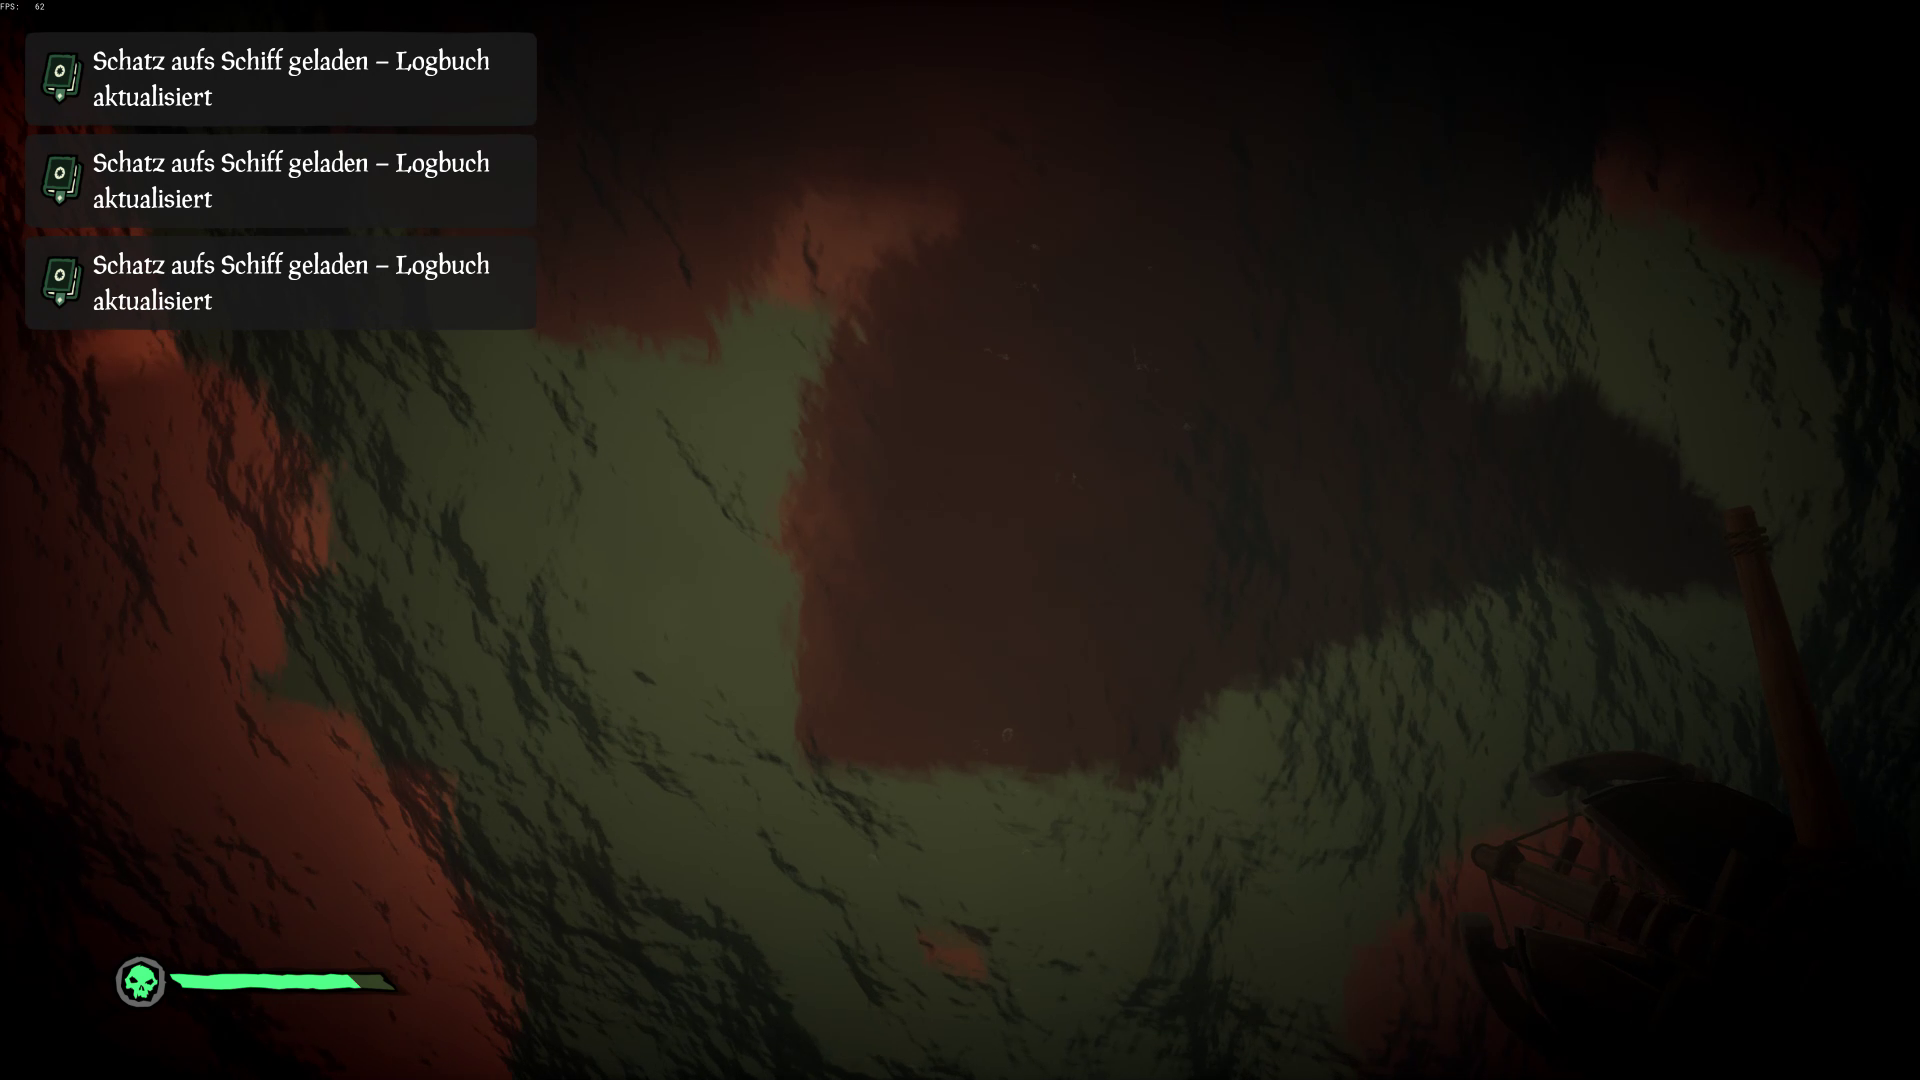 FPS: 62
Schatz aufs Schiff geladen – Logbuch
aktualisiert
Schatz aufs Schiff geladen – Logbuch
aktualisiert
Schatz aufs Schiff geladen – Logbuch
aktualisiert